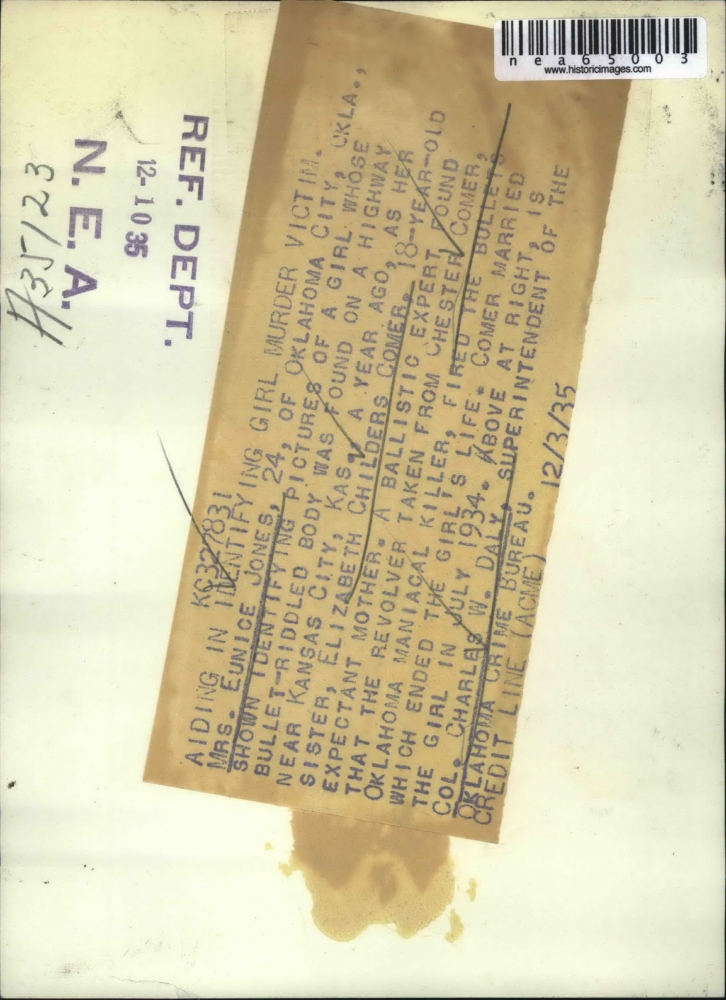 nea65003
www.historicimages.com
REF. DEPT.
12-10 35
N. E. A.
A35123
KC327831
AIDING IN IDENTIFYING GIRL MURDER VICTIM.
MRS. EUNICE JONES, 24, OF OKLAHOMA CITY, OKLA.,
SHOWN IDENTIFYING PICTURES OF A GIRL WHOSE
BULLET-RIDDLED BODY WAS FOUND ON A HIGHWAY
NEAR KANSAS CITY, KAS., A YEAR AGO, AS HER
SISTER, ELIZABETH CHILDERS COMER. 18-YEAR-OLD
EXPECTANT MOTHER. A BALLISTIC EXPERT FOUND
THAT THE REVOLVER TAKEN FROM CHESTER COMER,
OKLAHOMA MANIACAL KILLER, FIRED THE BULLETS
WHICH ENDED THE GIRL'S LIFE. COMER MARRIED
THE GIRL IN JULY 1934. ABOVE AT RIGHT, IS
COL. CHARLES W. DALY, SUPERINTENDENT OF THE
OKLAHOMA CRIME BUREAU.
CREDIT LINE (ACME) 12/3/35